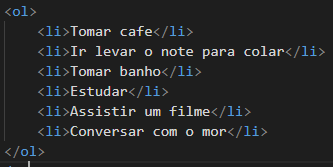 <ol>
<li>Tomar cafe</li>
<li>Ir levar o note para colar</li>
<li>Tomar banho</li>
<li>Estudar</li>
<li>Assistir um filme</li>
<li>Conversar com o mor</li>
</ol>